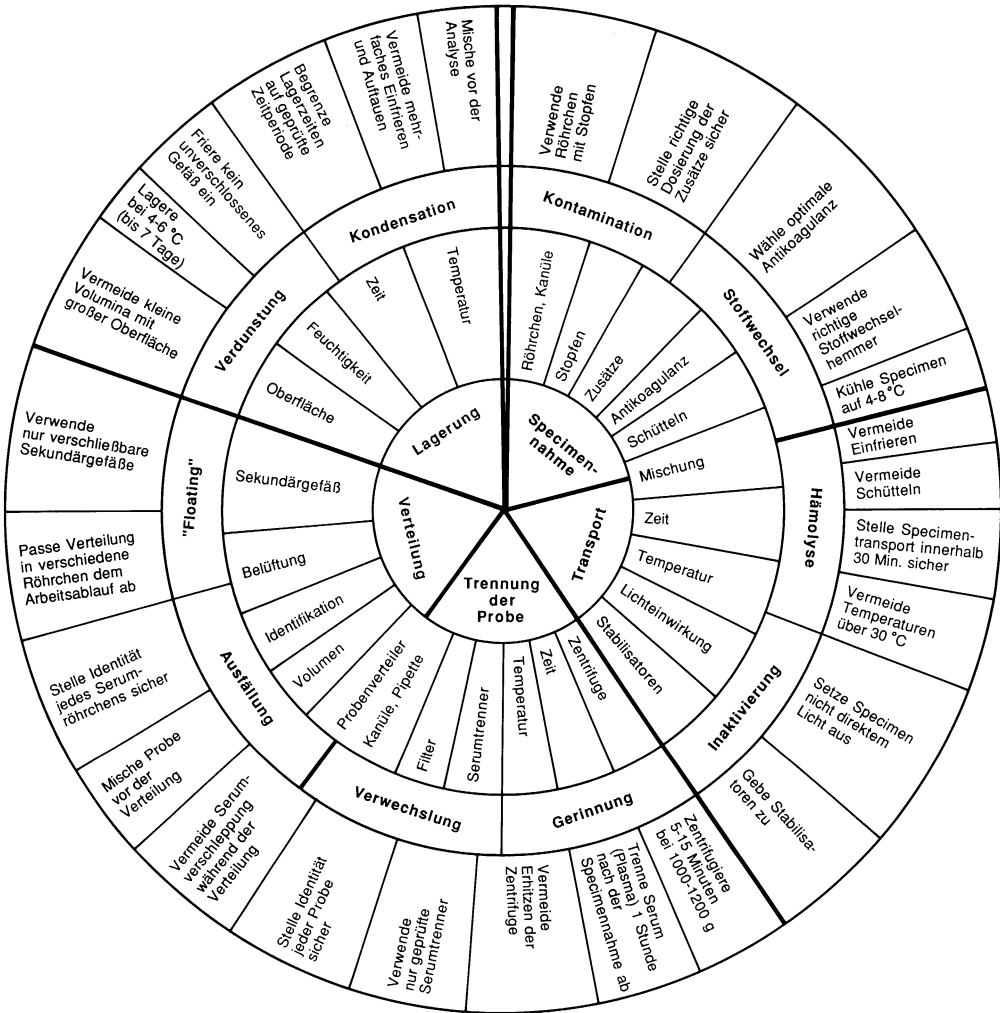 Specimen-
nahme
Transport
Trennung
der
Probe
Verteilung
Lagerung
Röhrchen, Kanüle
Stopfen
Zusätze
Antikoagulanz
Schütteln
Mischung
Zeit
Temperatur
Lichteinwirkung
Stabilisatoren
Zentrifuge
Zeit
Temperatur
Serumtrenner
Filter
Kanüle, Pipette
Probenverteiler
Volumen
Identifikation
Belüftung
Sekundärgefäß
Oberfläche
Feuchtigkeit
Zeit
Temperatur
Kontamination
Stoffwechsel
Hämolyse
Inaktivierung
Gerinnung
Verwechslung
Ausfällung
"Floating"
Verdunstung
Kondensation
Verwende
Röhrchen
mit Stopfen
Stelle richtige
Dosierung der
Zusätze sicher
Wähle optimale
Antikoagulanz
Verwende
richtige
Stoffwechsel-
hemmer
Kühle Specimen
auf 4-8 °C
Vermeide
Einfrieren
Vermeide
Schütteln
Stelle Specimen-
transport innerhalb
30 Min. sicher
Vermeide
Temperaturen
über 30 °C
Setze Specimen
nicht direktem
Licht aus
Gebe Stabilisa-
toren zu
Zentrifugiere
5-15 Minuten
bei 1000-1200 g
Trenne Serum
(Plasma) 1 Stunde
nach der
Specimennahme ab
Vermeide
Erhitzen der
Zentrifuge
Verwende
nur geprüfte
Serumtrenner
Stelle Identität
jeder Probe
sicher
Vermeide Serum-
verschleppung
während der
Verteilung
Mische Probe
vor der
Verteilung
Stelle Identität
jedes Serum-
röhrchens sicher
Passe Verteilung
in verschiedene
Röhrchen dem
Arbeitsablauf ab
Verwende
nur verschließbare
Sekundärgefäße
Vermeide kleine
Volumina mit
großer Oberfläche
Lagere
bei 4-6 °C
(bis 7 Tage)
Friere kein
unverschlossenes
Gefäß ein
Begrenze
Lagerzeiten
auf geprüfte
Zeitperiode
Vermeide mehr-
faches Einfrieren
und Auftauen
Mische vor der
Analyse